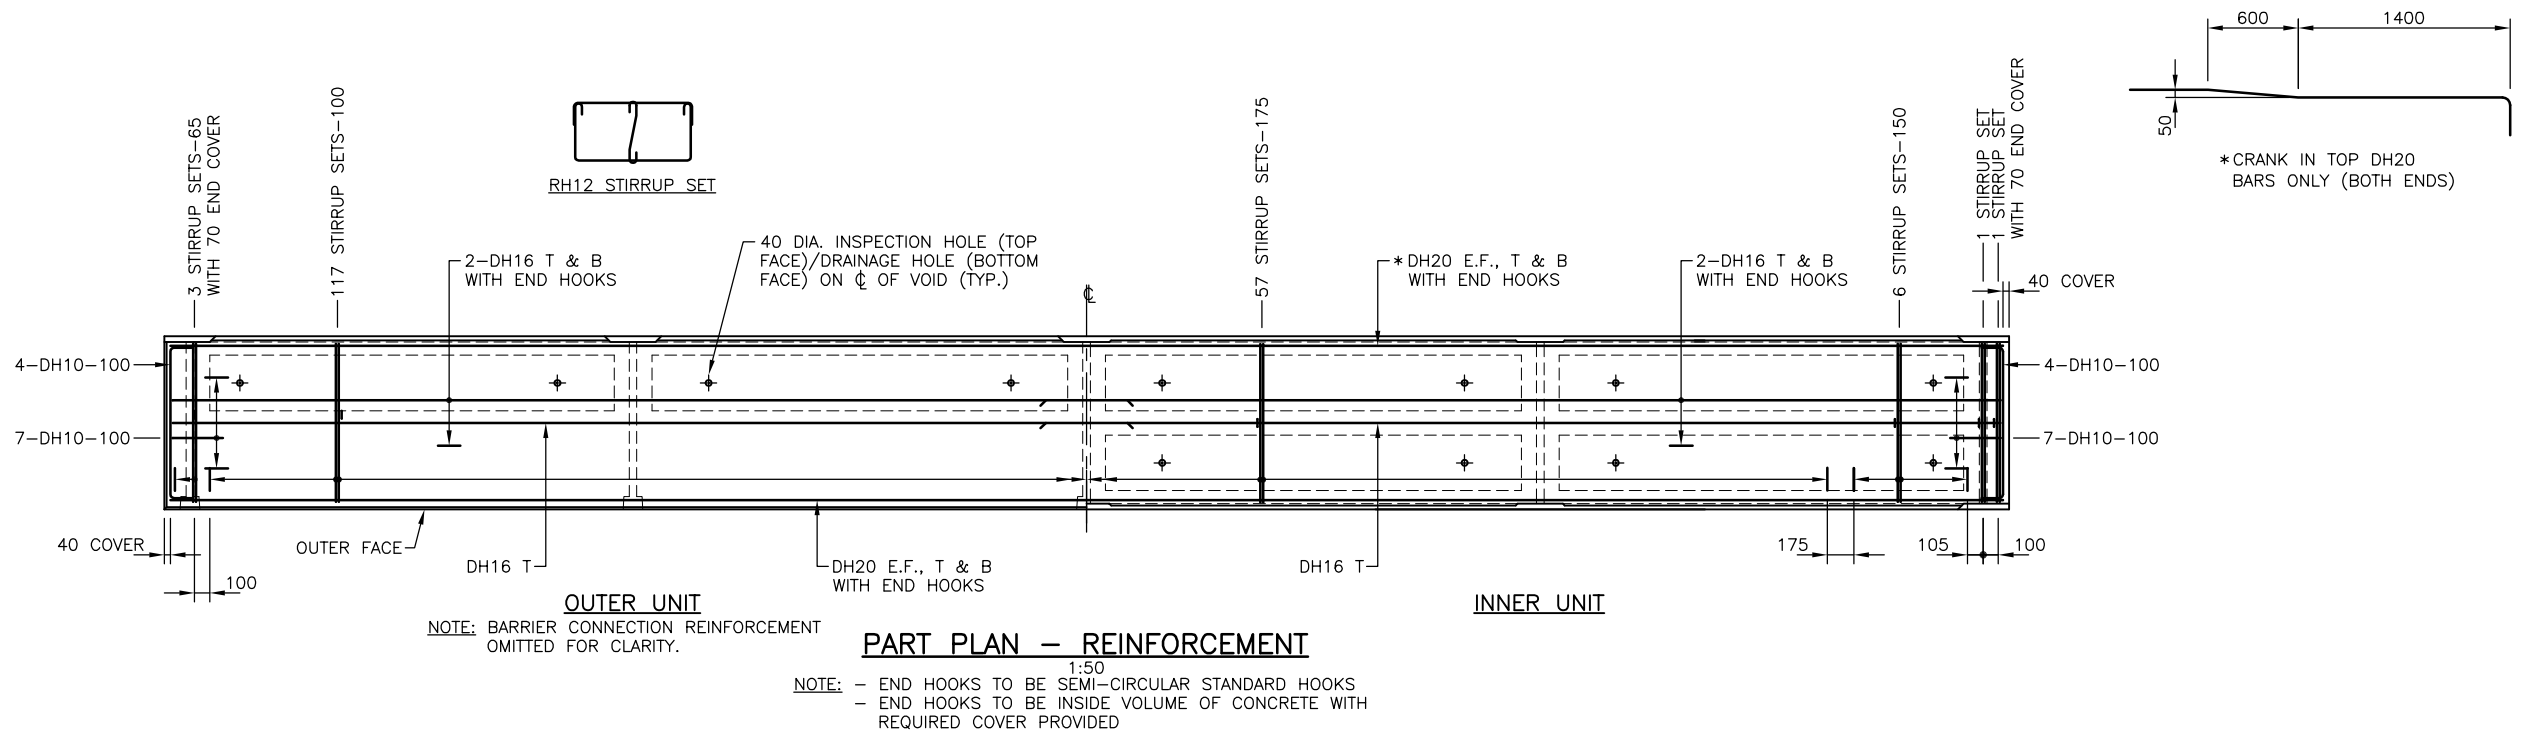 600
1400
50
*CRANK IN TOP DH20
BARS ONLY (BOTH ENDS)
3 STIRRUP SETS-65
WITH 70 END COVER
117 STIRRUP SETS-100
RH12 STIRRUP SET
57 STIRRUP SETS-175
6 STIRRUP SETS-150
1 STIRRUP SET
1 STIRRUP SET
WITH 70 END COVER
2-DH16 T & B
WITH END HOOKS
40 DIA. INSPECTION HOLE (TOP
FACE)/DRAINAGE HOLE (BOTTOM
FACE) ON ℄ OF VOID (TYP.)
℄
*DH20 E.F., T & B
WITH END HOOKS
2-DH16 T & B
WITH END HOOKS
40 COVER
4-DH10-100
4-DH10-100
7-DH10-100
7-DH10-100
40 COVER
OUTER FACE
100
DH16 T
DH20 E.F., T & B
WITH END HOOKS
DH16 T
175
105
100
OUTER UNIT
NOTE: BARRIER CONNECTION REINFORCEMENT
OMITTED FOR CLARITY.
INNER UNIT
PART PLAN – REINFORCEMENT
1:50
NOTE: – END HOOKS TO BE SEMI-CIRCULAR STANDARD HOOKS
– END HOOKS TO BE INSIDE VOLUME OF CONCRETE WITH
REQUIRED COVER PROVIDED